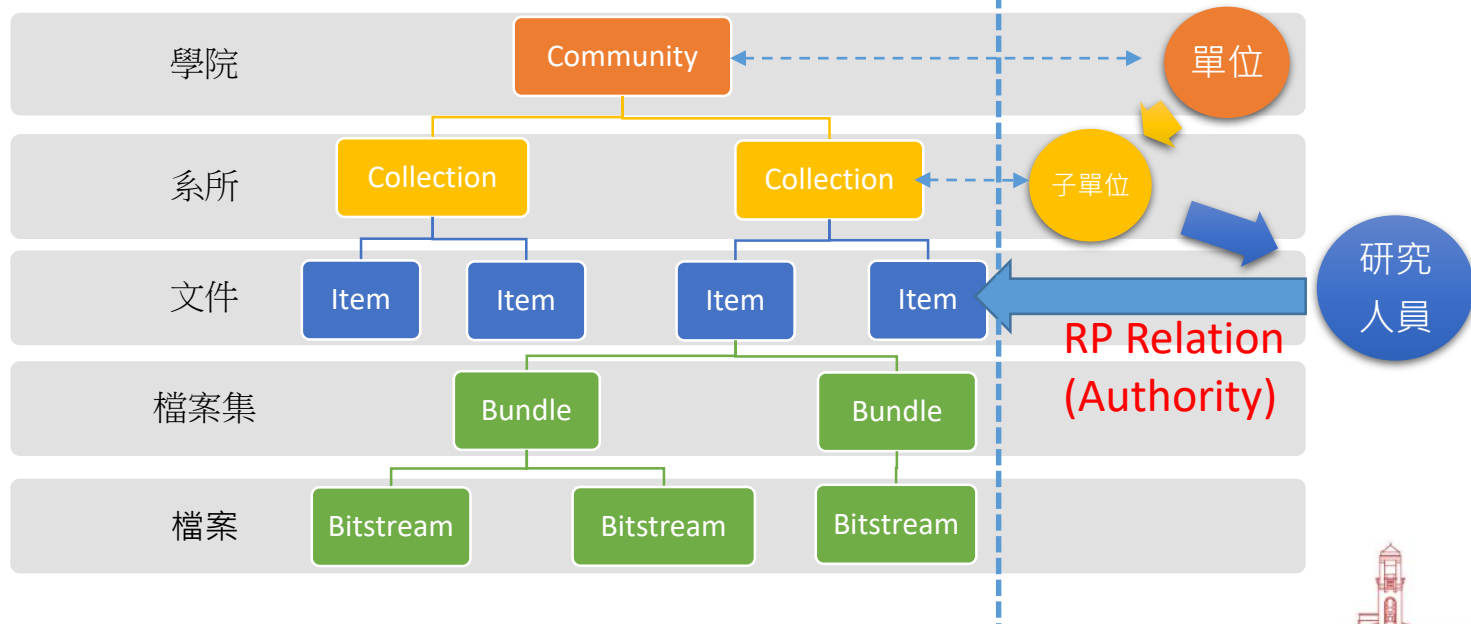 學院
Community
單位
系所
Collection
Collection
子單位
文件
Item
Item
Item
Item
研究
人員
RP Relation
(Authority)
檔案集
Bundle
Bundle
檔案
Bitstream
Bitstream
Bitstream